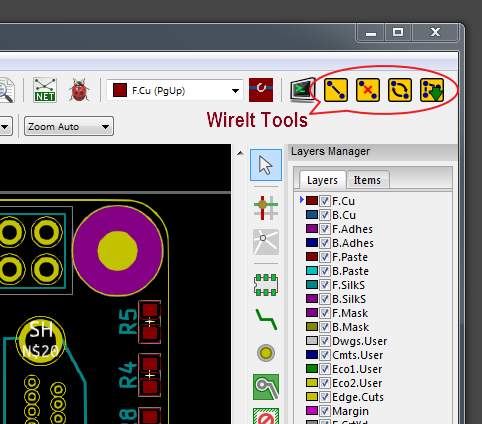 NET
F.Cu (PgUp)
Zoom Auto
WireIt Tools
Layers Manager
Layers
Items
F.Cu
B.Cu
F.Adhes
B.Adhes
F.Paste
B.Paste
F.SilkS
B.SilkS
F.Mask
B.Mask
Dwgs.User
Cmts.User
Eco1.User
Eco2.User
Edge.Cuts
Margin
R5
SH
N$20
R4